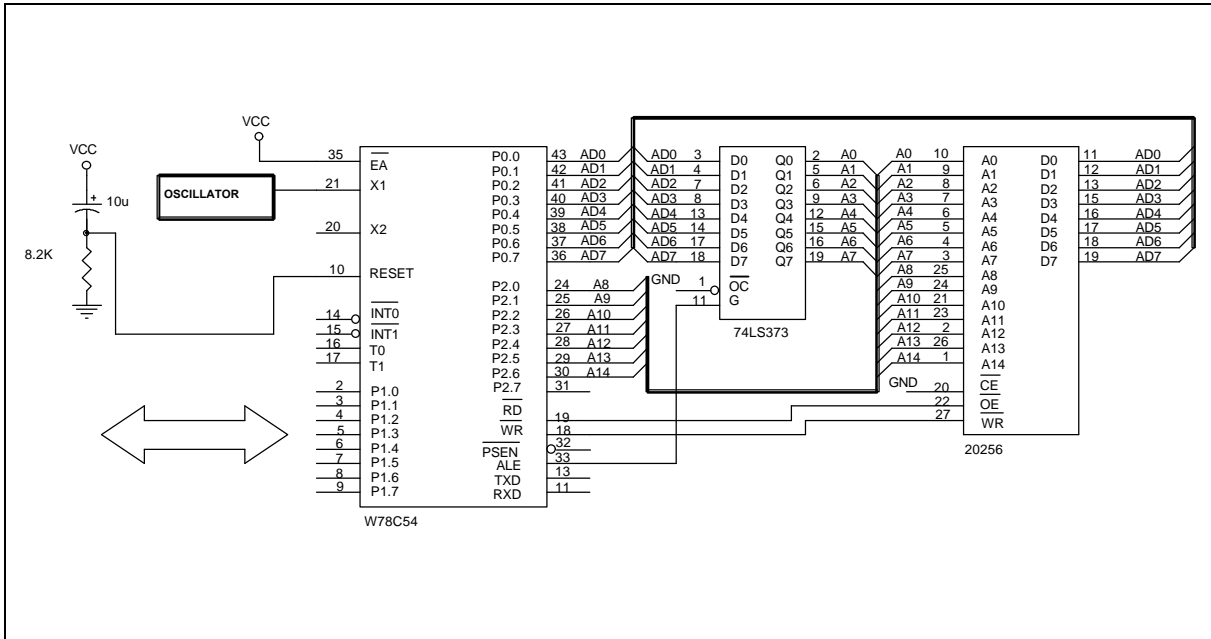 VCC
10u
8.2K
VCC
OSCILLATOR
35 EA
21 X1
20 X2
10 RESET
14 INT0
15 INT1
16 T0
17 T1
2 P1.0
3 P1.1
4 P1.2
5 P1.3
6 P1.4
7 P1.5
8 P1.6
9 P1.7
P0.0 43 AD0
P0.1 42 AD1
P0.2 41 AD2
P0.3 40 AD3
P0.4 39 AD4
P0.5 38 AD5
P0.6 37 AD6
P0.7 36 AD7
P2.0 24 A8
P2.1 25 A9
P2.2 26 A10
P2.3 27 A11
P2.4 28 A12
P2.5 29 A13
P2.6 30 A14
P2.7 31
RD 19
WR 18
PSEN 32
ALE 33
TXD 13
RXD 11
W78C54
AD0 3 D0 Q0 2 A0
AD1 4 D1 Q1 5 A1
AD2 7 D2 Q2 6 A2
AD3 8 D3 Q3 9 A3
AD4 13 D4 Q4 12 A4
AD5 14 D5 Q5 15 A5
AD6 17 D6 Q6 16 A6
AD7 18 D7 Q7 19 A7
GND 1 OC
11 G
74LS373
A0 10 A0 D0 11 AD0
A1 9 A1 D1 12 AD1
A2 8 A2 D2 13 AD2
A3 7 A3 D3 15 AD3
A4 6 A4 D4 16 AD4
A5 5 A5 D5 17 AD5
A6 4 A6 D6 18 AD6
A7 3 A7 D7 19 AD7
A8 25 A8
A9 24 A9
A10 21 A10
A11 23 A11
A12 2 A12
A13 26 A13
A14 1 A14
GND 20 CE
22 OE
27 WR
20256